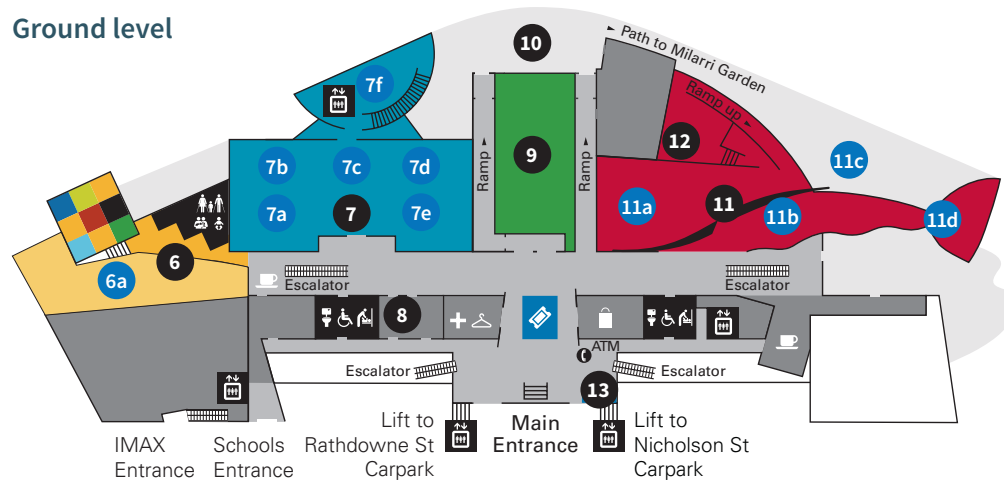 Ground level
10
Path to Milarri Garden
7f
Ramp up
12
7b
7c
7d
9
11c
Ramp
Ramp
7a
7
7e
11a
11
11b
11d
6
6a
Escalator
Escalator
8
ATM
Escalator
Escalator
13
IMAX
Entrance
Schools
Entrance
Lift to
Rathdowne St
Carpark
Main
Entrance
Lift to
Nicholson St
Carpark